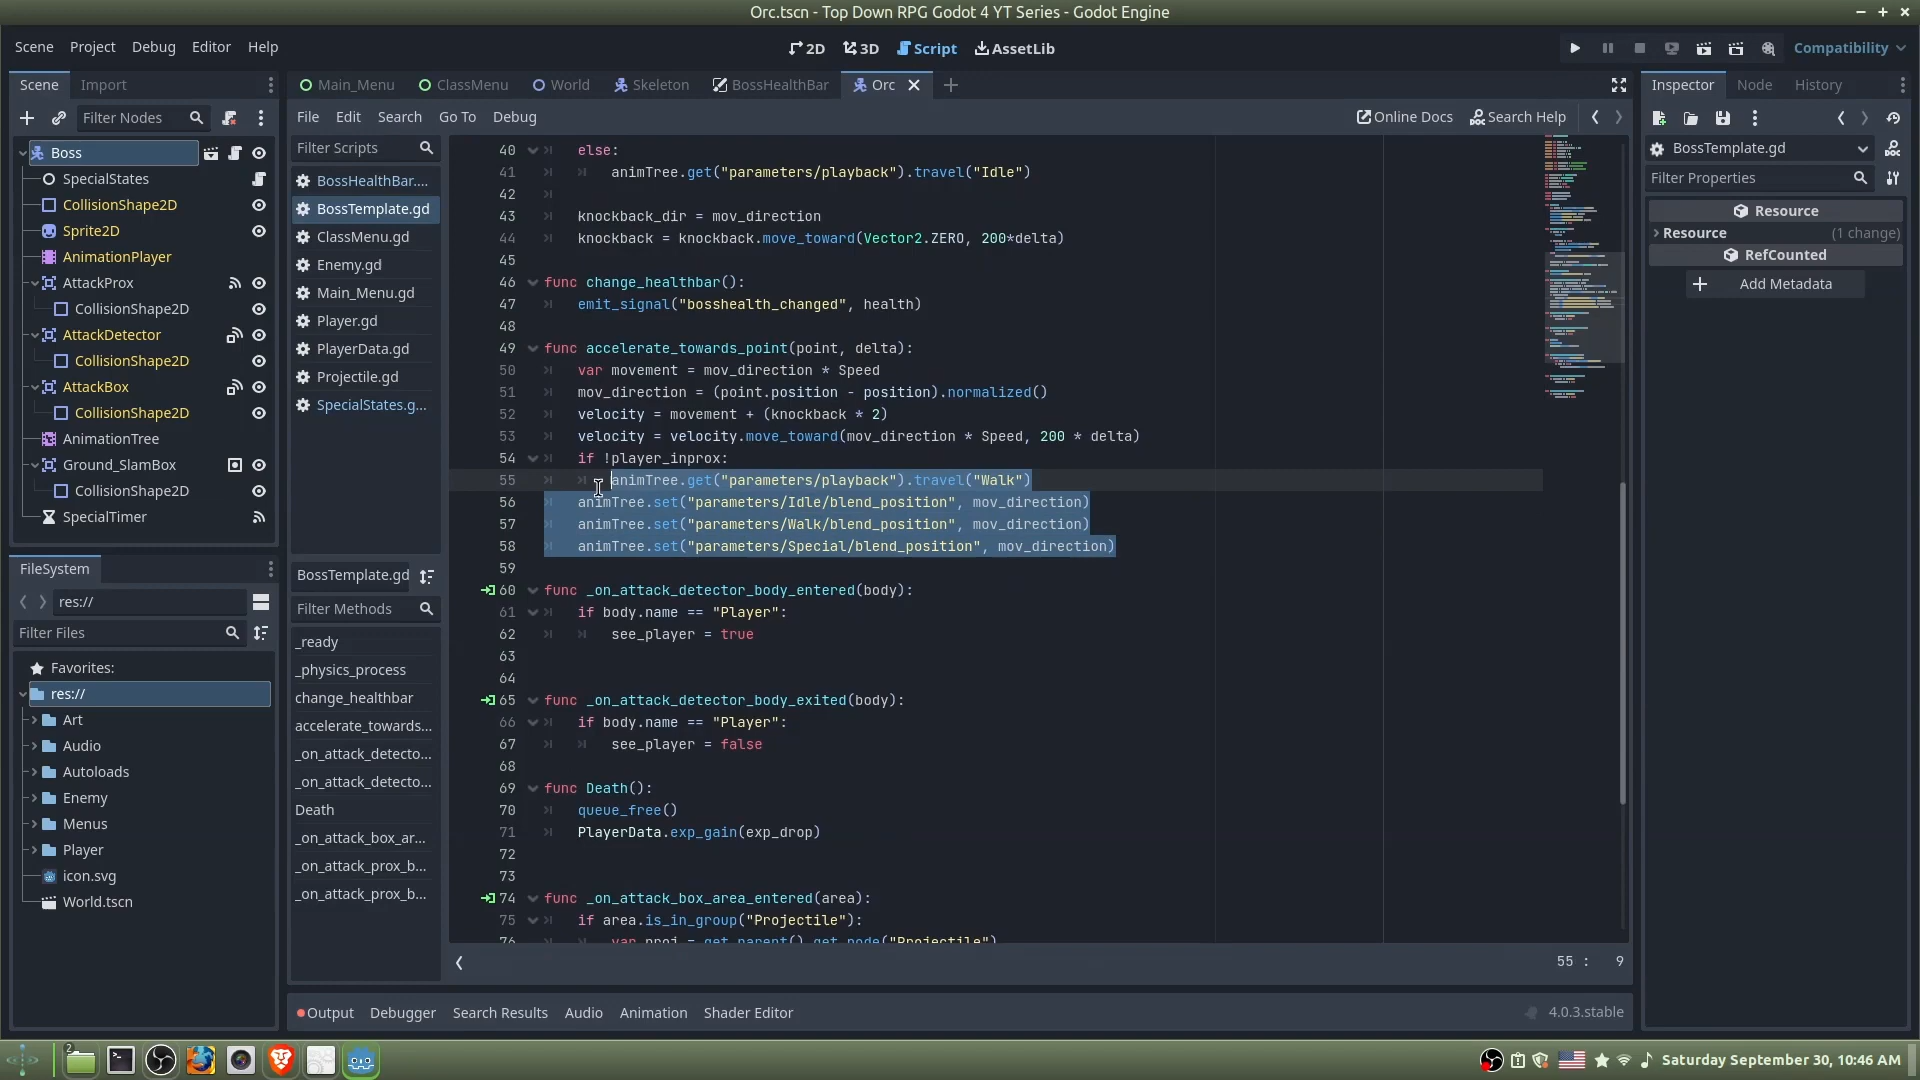 Orc.tscn - Top Down RPG Godot 4 YT Series - Godot Engine
Scene Project Debug Editor Help
2D 3D Script AssetLib
Compatibility
Scene Import
Main_Menu ClassMenu World Skeleton BossHealthBar Orc
Inspector Node History
Filter Nodes
File Edit Search Go To Debug
Online Docs Search Help
Boss
SpecialStates
CollisionShape2D
Sprite2D
AnimationPlayer
AttackProx
CollisionShape2D
AttackDetector
CollisionShape2D
AttackBox
CollisionShape2D
AnimationTree
Ground_SlamBox
CollisionShape2D
SpecialTimer
FileSystem
res://
Filter Files
Favorites:
res://
Art
Audio
Autoloads
Enemy
Menus
Player
icon.svg
World.tscn
Filter Scripts
BossHealthBar....
BossTemplate.gd
ClassMenu.gd
Enemy.gd
Main_Menu.gd
Player.gd
PlayerData.gd
Projectile.gd
SpecialStates.g...
BossTemplate.gd
Filter Methods
_ready
_physics_process
change_healthbar
accelerate_towards...
_on_attack_detecto...
_on_attack_detecto...
Death
_on_attack_box_ar...
_on_attack_prox_b...
_on_attack_prox_b...
40 else:
41 animTree.get("parameters/playback").travel("Idle")
42
43 knockback_dir = mov_direction
44 knockback = knockback.move_toward(Vector2.ZERO, 200*delta)
45
46 func change_healthbar():
47 emit_signal("bosshealth_changed", health)
48
49 func accelerate_towards_point(point, delta):
50 var movement = mov_direction * Speed
51 mov_direction = (point.position - position).normalized()
52 velocity = movement + (knockback * 2)
53 velocity = velocity.move_toward(mov_direction * Speed, 200 * delta)
54 if !player_inprox:
55 animTree.get("parameters/playback").travel("Walk")
56 animTree.set("parameters/Idle/blend_position", mov_direction)
57 animTree.set("parameters/Walk/blend_position", mov_direction)
58 animTree.set("parameters/Special/blend_position", mov_direction)
59
60 func _on_attack_detector_body_entered(body):
61 if body.name == "Player":
62 see_player = true
63
64
65 func _on_attack_detector_body_exited(body):
66 if body.name == "Player":
67 see_player = false
68
69 func Death():
70 queue_free()
71 PlayerData.exp_gain(exp_drop)
72
73
74 func _on_attack_box_area_entered(area):
75 if area.is_in_group("Projectile"):
76 var proj = get_parent().get_node("Projectile")
55 : 9
BossTemplate.gd
Filter Properties
Resource
Resource (1 change)
RefCounted
Add Metadata
Output Debugger Search Results Audio Animation Shader Editor
4.0.3.stable
2
Saturday September 30, 10:46 AM